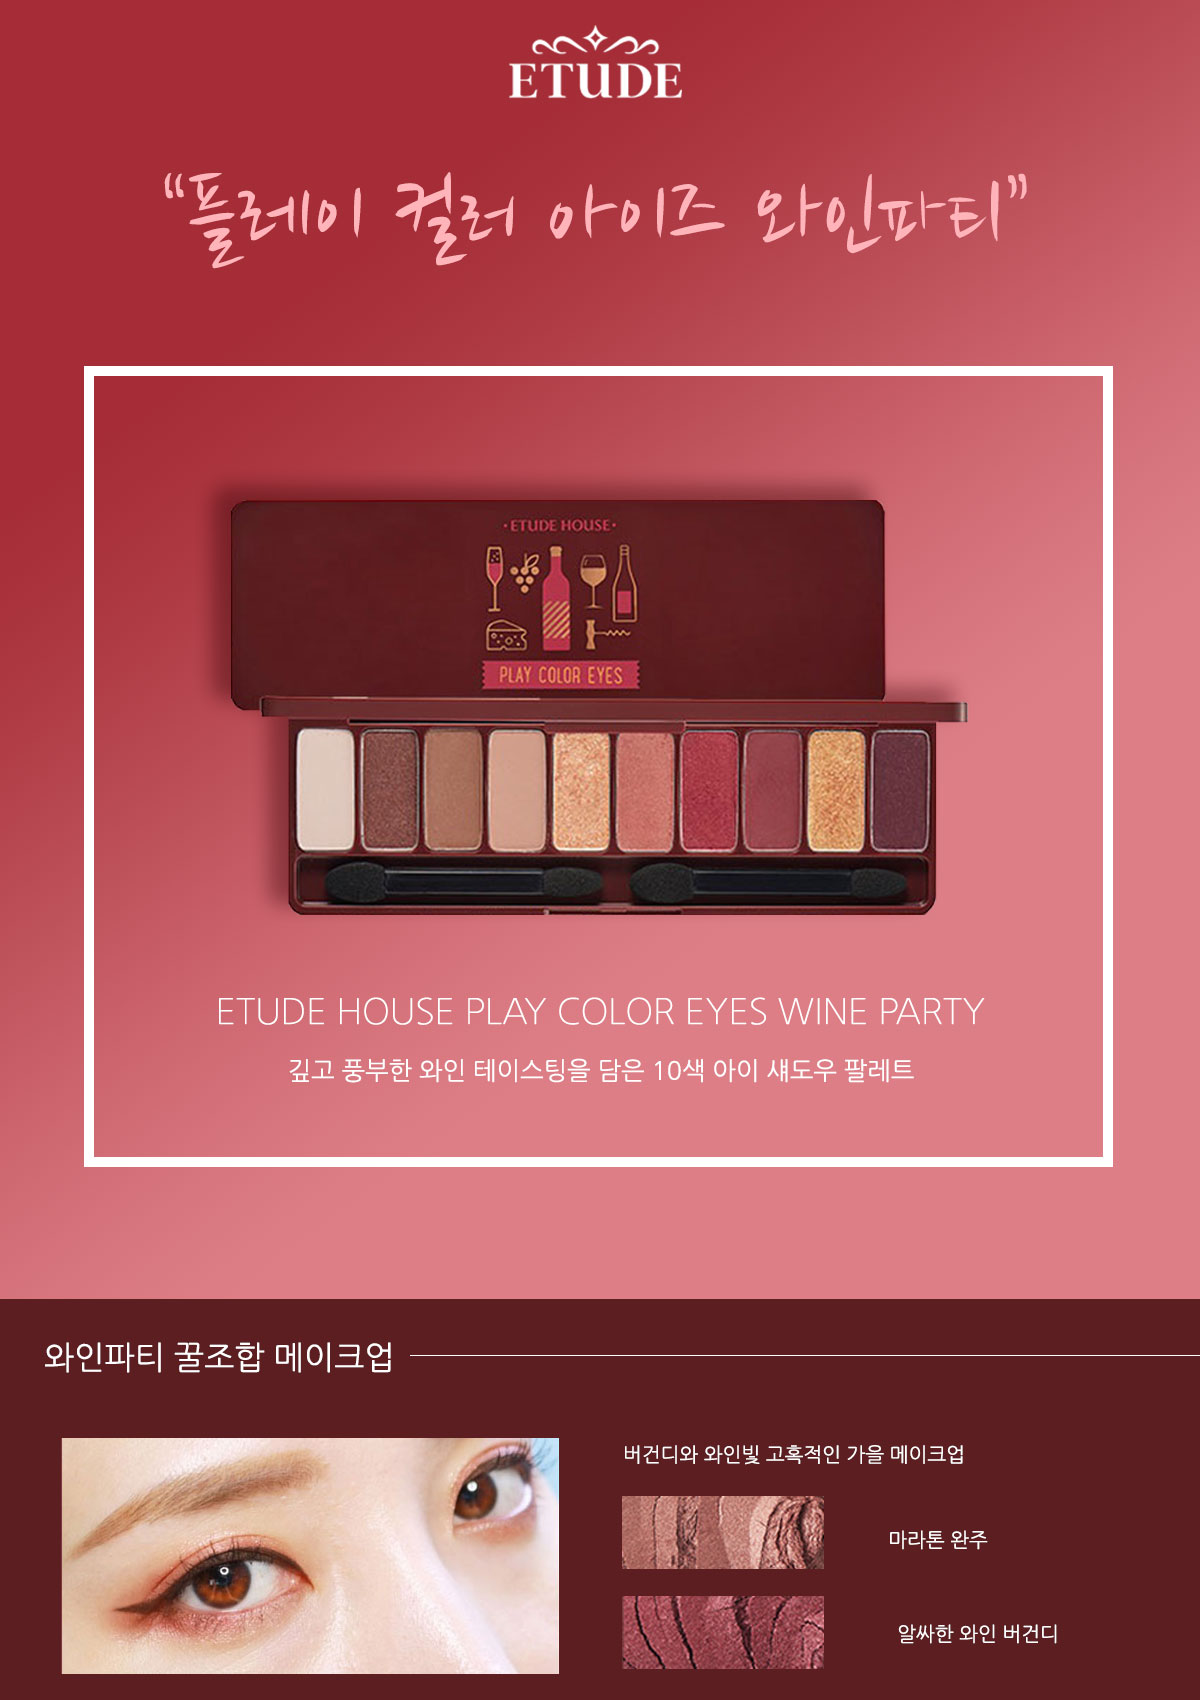 ETUDE
“플레이 컬러 아이즈 와인파티”
·ETUDE HOUSE·
PLAY COLOR EYES
ETUDE HOUSE PLAY COLOR EYES WINE PARTY
깊고 풍부한 와인 테이스팅을 담은 10색 아이 섀도우 팔레트
와인파티 꿀조합 메이크업
버건디와 와인빛 고혹적인 가을 메이크업
마라톤 완주
알싸한 와인 버건디